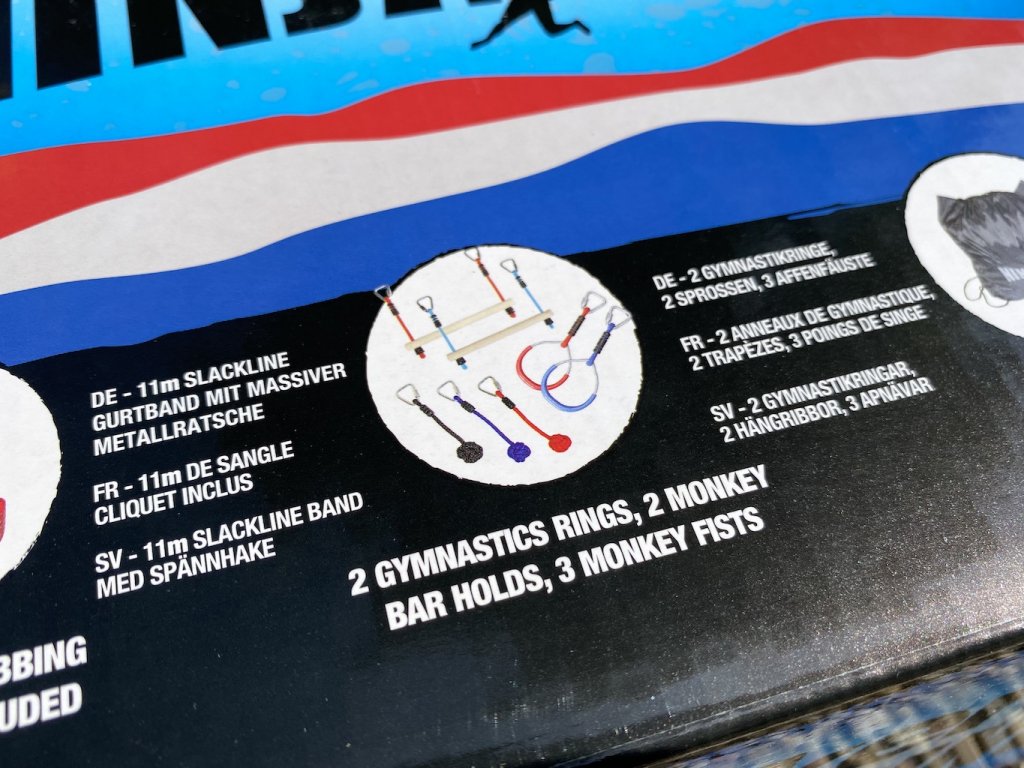 DE - 11m SLACKLINE
GURTBAND MIT MASSIVER
METALLRATSCHE
FR - 11m DE SANGLE
CLIQUET INCLUS
SV - 11m SLACKLINE BAND
MED SPÄNNHAKE
2 GYMNASTICS RINGS, 2 MONKEY
BAR HOLDS, 3 MONKEY FISTS
DE - 2 GYMNASTIKRINGE,
2 SPROSSEN, 3 AFFENFÄUSTE
FR - 2 ANNEAUX DE GYMNASTIQUE,
2 TRAPÈZES, 3 POINGS DE SINGE
SV - 2 GYMNASTIKRINGAR,
2 HÄNGRIBBOR, 3 APNÄVAR